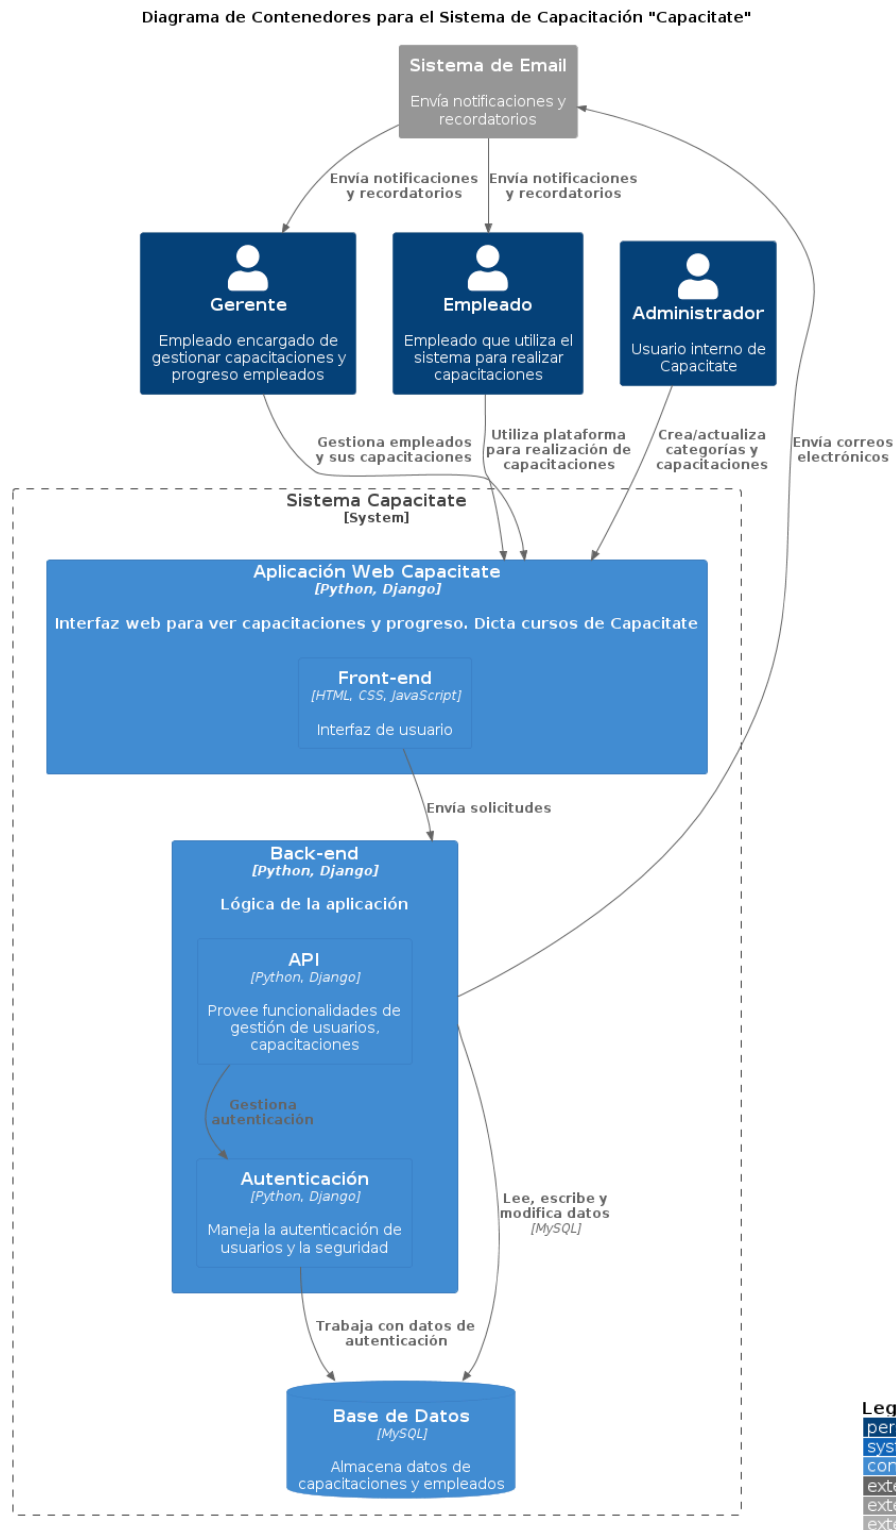 Diagrama de Contenedores para el Sistema de Capacitación "Capacitate"
Sistema de Email
Envía notificaciones y
recordatorios
Envía notificaciones
y recordatorios
Envía notificaciones
y recordatorios
Gerente
Empleado encargado de
gestionar capacitaciones y
progreso empleados
Empleado
Empleado que utiliza el
sistema para realizar
capacitaciones
Administrador
Usuario interno de
Capacitate
Gestiona empleados
y sus capacitaciones
Utiliza plataforma
para realización de
capacitaciones
Crea/actualiza
categorías y
capacitaciones
Envía correos
electrónicos
Sistema Capacitate
[System]
Aplicación Web Capacitate
[Python, Django]
Interfaz web para ver capacitaciones y progreso. Dicta cursos de Capacitate
Front-end
[HTML, CSS, JavaScript]
Interfaz de usuario
Envía solicitudes
Back-end
[Python, Django]
Lógica de la aplicación
API
[Python, Django]
Provee funcionalidades de
gestión de usuarios,
capacitaciones
Gestiona
autenticación
Autenticación
[Python, Django]
Maneja la autenticación de
usuarios y la seguridad
Lee, escribe y
modifica datos
[MySQL]
Trabaja con datos de
autenticación
Base de Datos
[MySQL]
Almacena datos de
capacitaciones y empleados